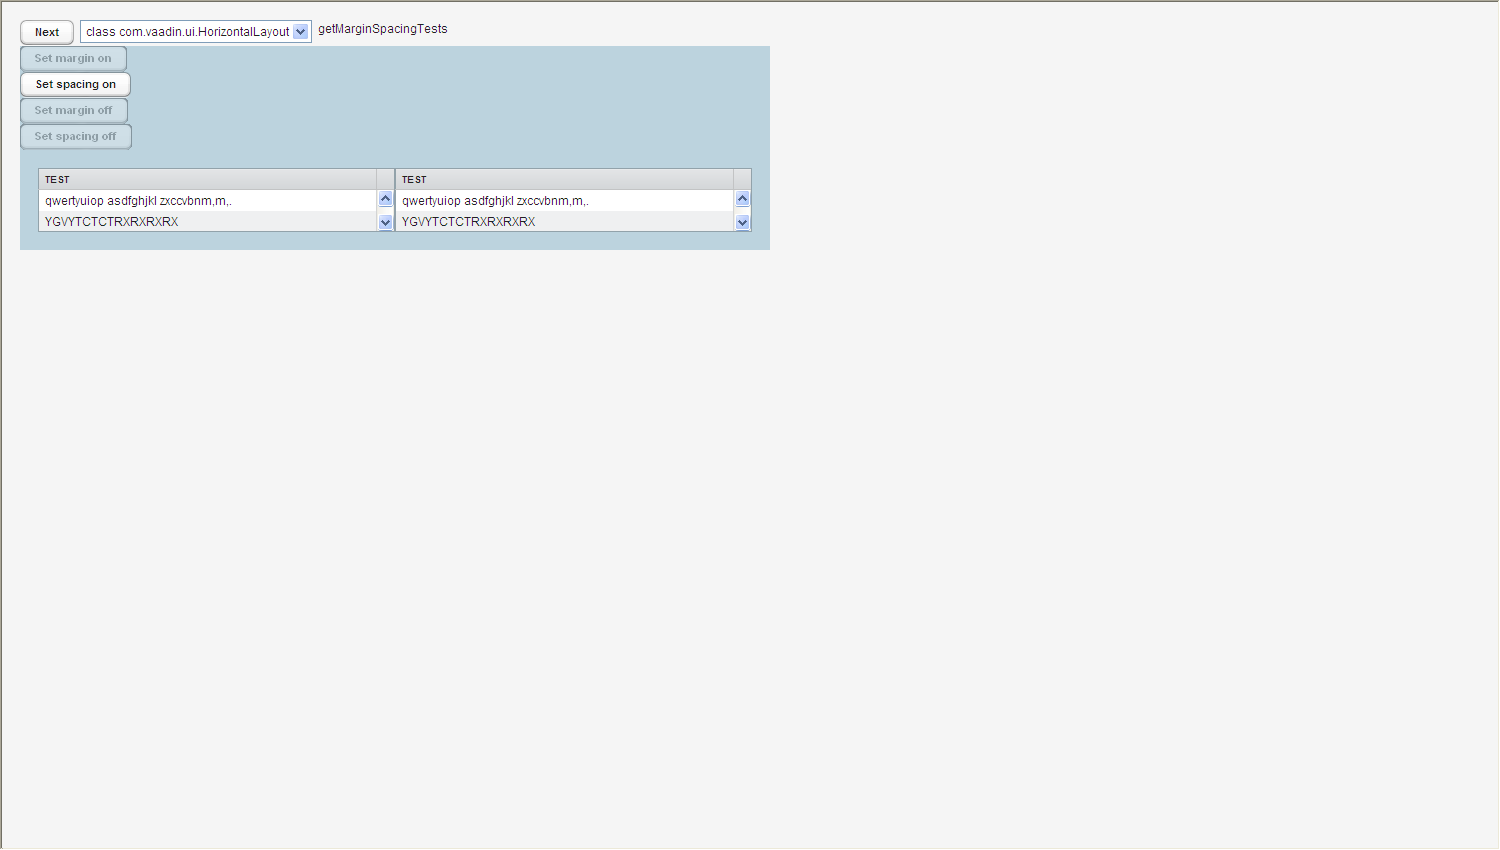 Next class com.vaadin.ui.HorizontalLayout getMarginSpacingTests
Set margin on
Set spacing on
Set margin off
Set spacing off
TEST TEST
qwertyuiop asdfghjkl zxccvbnm,m,. qwertyuiop asdfghjkl zxccvbnm,m,.
YGVYTCTCTRXRXRXRX YGVYTCTCTRXRXRXRX